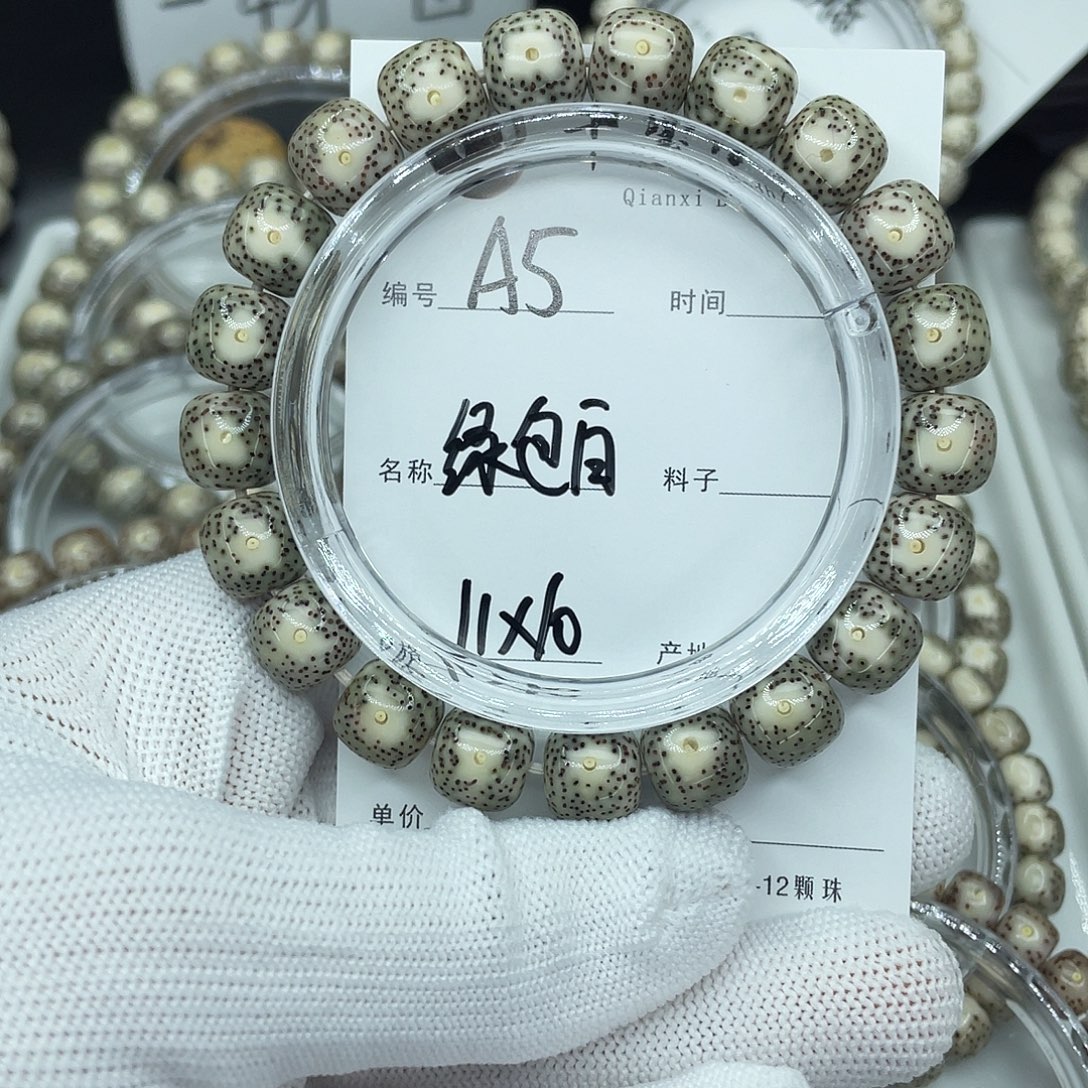 Qianxi
编号 A5 时间
名称 绿包白 料子
11x10 产地
单价
-12颗珠